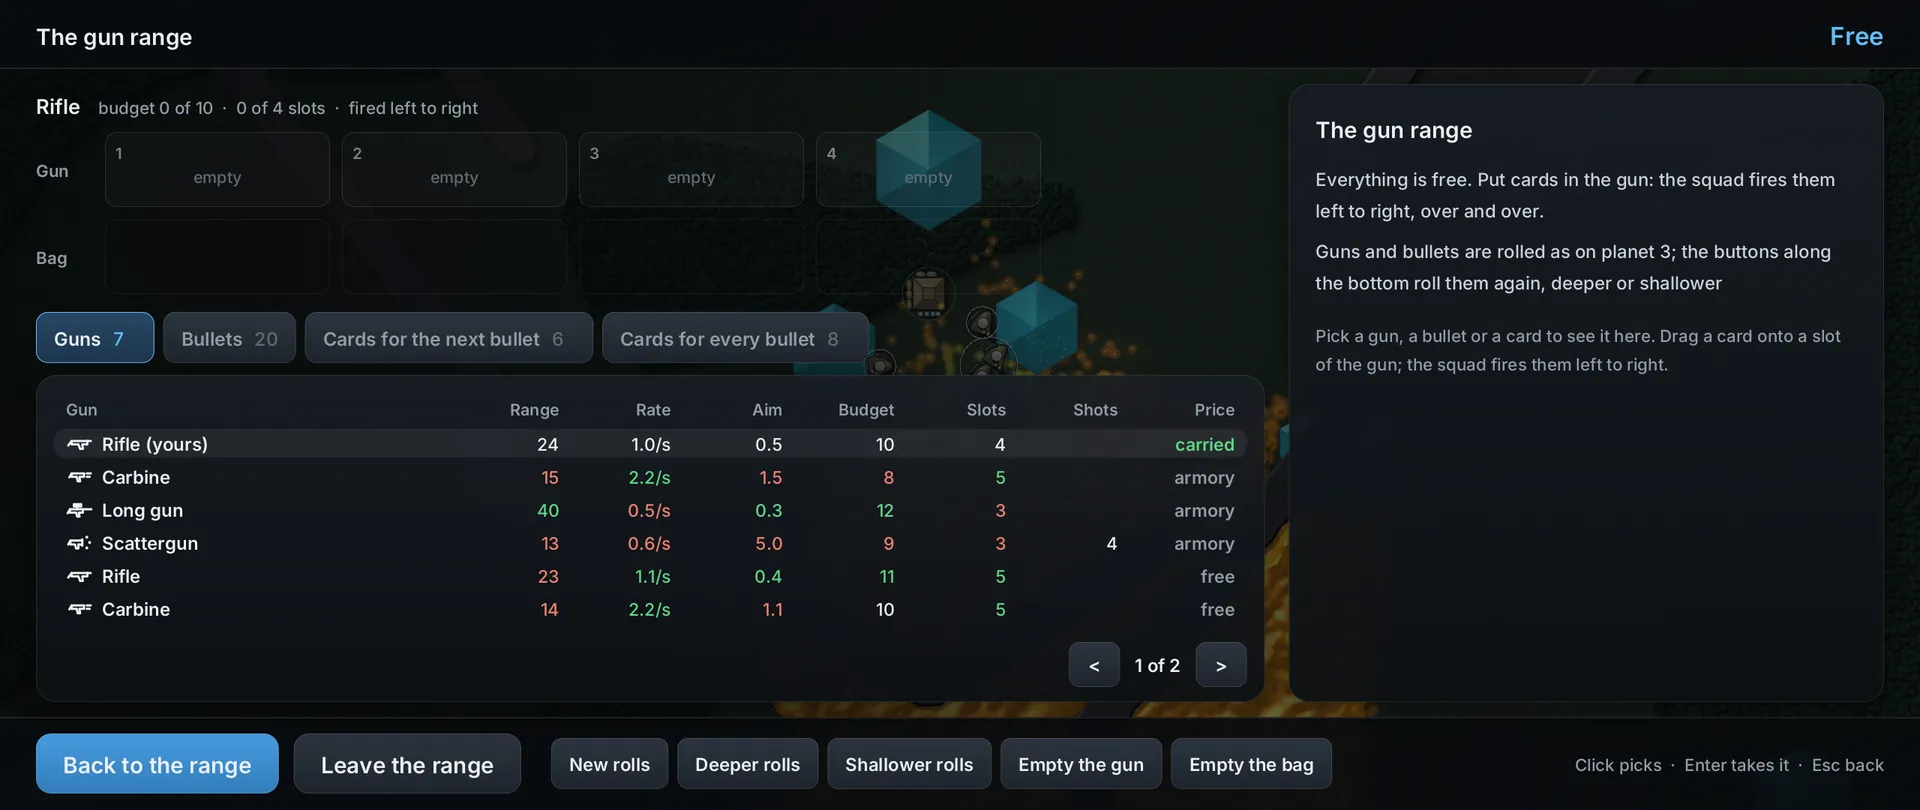 The gun range
Free
Rifle budget 0 of 10 · 0 of 4 slots · fired left to right
Gun
1 empty
2 empty
3 empty
4 empty
Bag
Guns 7
Bullets 20
Cards for the next bullet 6
Cards for every bullet 8
Gun Range Rate Aim Budget Slots Shots Price
Rifle (yours) 24 1.0/s 0.5 10 4 carried
Carbine 15 2.2/s 1.5 8 5 armory
Long gun 40 0.5/s 0.3 12 3 armory
Scattergun 13 0.6/s 5.0 9 3 4 armory
Rifle 23 1.1/s 0.4 11 5 free
Carbine 14 2.2/s 1.1 10 5 free
< 1 of 2 >
The gun range
Everything is free. Put cards in the gun: the squad fires them
left to right, over and over.
Guns and bullets are rolled as on planet 3; the buttons along
the bottom roll them again, deeper or shallower
Pick a gun, a bullet or a card to see it here. Drag a card onto a slot
of the gun; the squad fires them left to right.
Back to the range
Leave the range
New rolls
Deeper rolls
Shallower rolls
Empty the gun
Empty the bag
Click picks · Enter takes it · Esc back